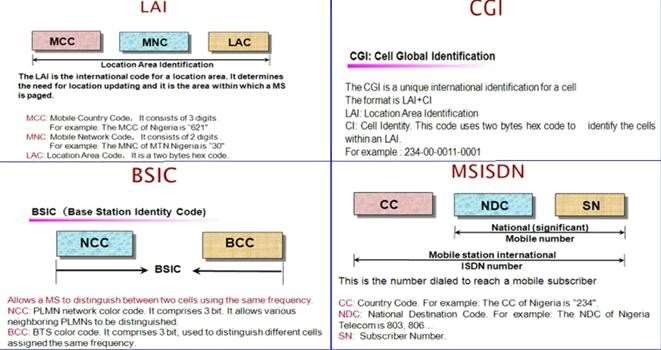 LAI
MCC
MNC
LAC
Location Area Identification
The LAI is the international code for a location area. It determines
the need for location updating and it is the area within which a MS
is paged.
MCC: Mobile Country Code, It consists of 3 digits
For example: The MCC of Nigeria is "621"
MNC: Mobile Network Code, It consists of 2 digits
For example: The MNC of MTN Nigeria is "30"
LAC: Location Area Code, It is a two bytes hex code.
CGI
CGI: Cell Global Identification
The CGI is a unique international identification for a cell
The format is LAI+CI
LAI: Location Area Identification
CI: Cell Identity. This code uses two bytes hex code to identify the cells
within an LAI.
For example : 234-00-0011-0001
BSIC
BSIC (Base Station Identity Code)
NCC
BCC
BSIC
Allows a MS to distinguish between two cells using the same frequency.
NCC: PLMN network color code. It comprises 3 bit. It allows various
neighboring PLMNs to be distinguished.
BCC: BTS color code. It comprises 3 bit, used to distinguish different cells
assigned the same frequency.
MSISDN
CC
NDC
SN
National (significant)
Mobile number
Mobile station international
ISDN number
This is the number dialed to reach a mobile subscriber
CC: Country Code. For example: The CC of Nigeria is "234".
NDC: National Destination Code. For example: The NDC of Nigeria
Telecom is 803, 806...
SN: Subscriber Number.